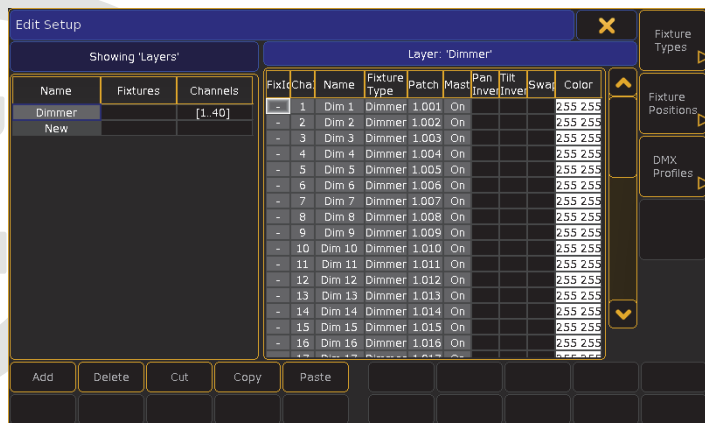 Edit Setup
Showing 'Layers'
Layer: 'Dimmer'
Name Fixtures Channels
Dimmer [1..40]
New
FixId Cha Name Fixture Type Patch Mast Pan Inver Tilt Inver Swap Color
- 1 Dim 1 Dimmer 1.001 On 255 255
- 2 Dim 2 Dimmer 1.002 On 255 255
- 3 Dim 3 Dimmer 1.003 On 255 255
- 4 Dim 4 Dimmer 1.004 On 255 255
- 5 Dim 5 Dimmer 1.005 On 255 255
- 6 Dim 6 Dimmer 1.006 On 255 255
- 7 Dim 7 Dimmer 1.007 On 255 255
- 8 Dim 8 Dimmer 1.008 On 255 255
- 9 Dim 9 Dimmer 1.009 On 255 255
- 10 Dim 10 Dimmer 1.010 On 255 255
- 11 Dim 11 Dimmer 1.011 On 255 255
- 12 Dim 12 Dimmer 1.012 On 255 255
- 13 Dim 13 Dimmer 1.013 On 255 255
- 14 Dim 14 Dimmer 1.014 On 255 255
- 15 Dim 15 Dimmer 1.015 On 255 255
- 16 Dim 16 Dimmer 1.016 On 255 255
Fixture
Types
Fixture
Positions
DMX
Profiles
Add Delete Cut Copy Paste